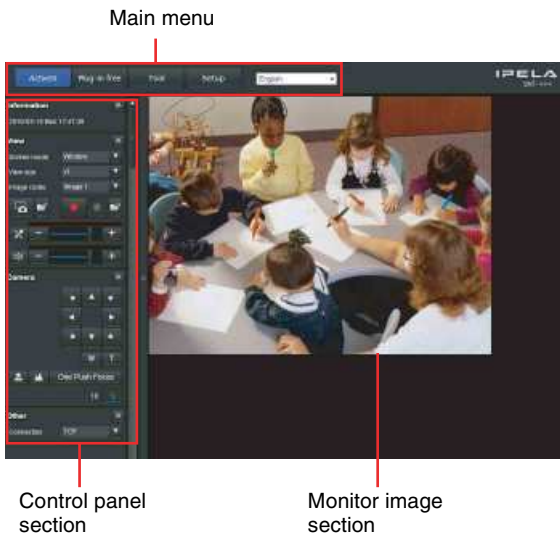 Main menu
ActiveX Plug-in free Tool Setup English
IPELA
Information
View
Screen mode Window
View size x1
Image codec Image 1
Camera
W T
One Push Focus
Other
Connection TCP
Control panel
section
Monitor image
section